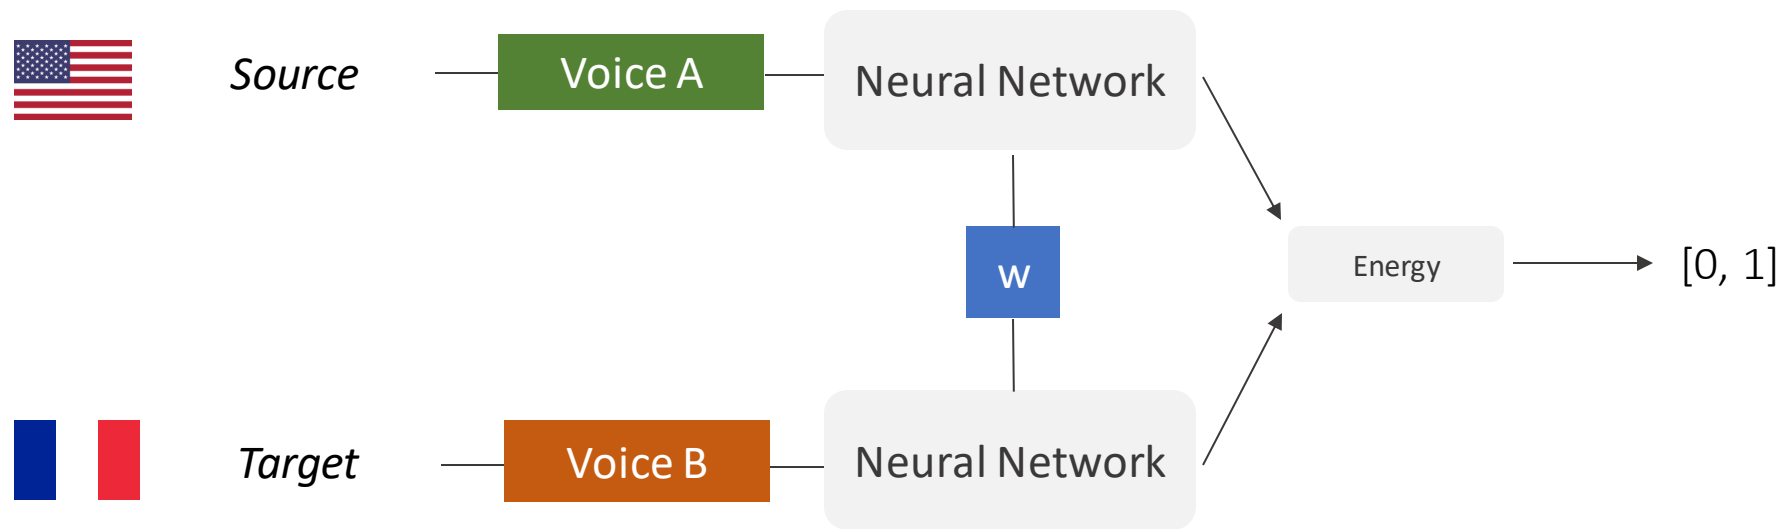 Source
Voice A
Neural Network
w
Energy
[0, 1]
Target
Voice B
Neural Network